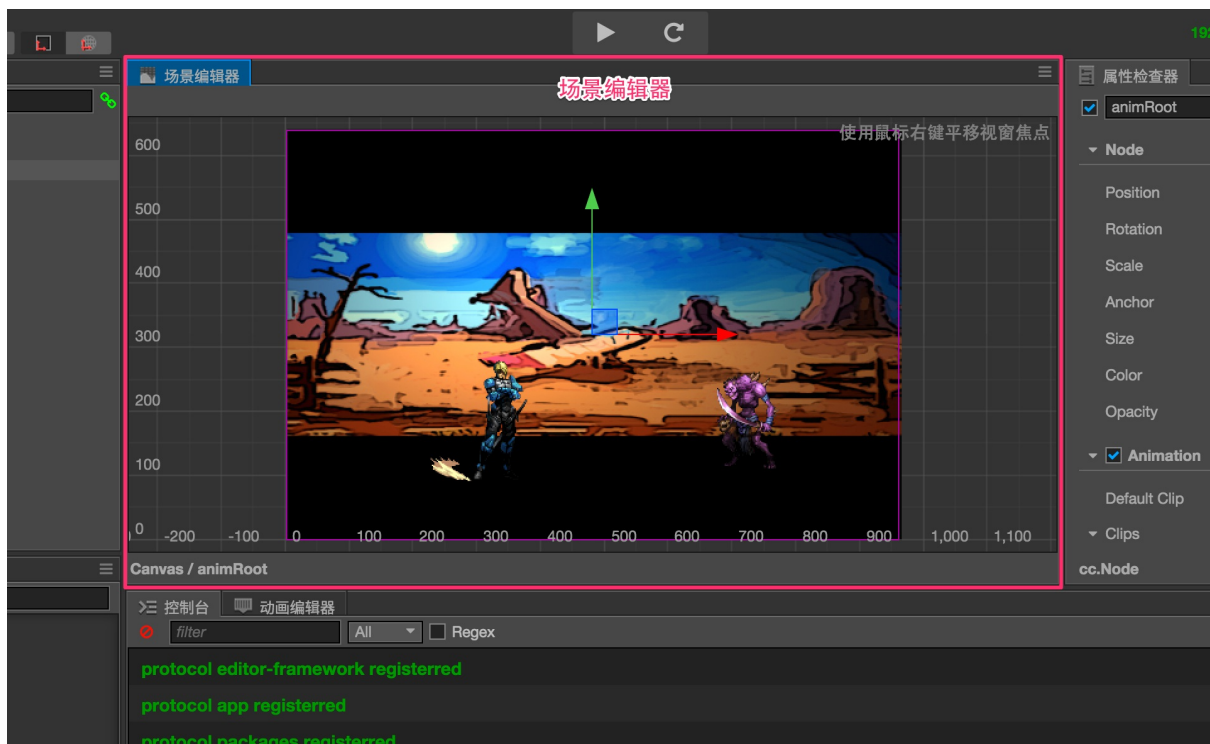 19
场景编辑器
场景编辑器
属性检查器
animRoot
使用鼠标右键平移视窗焦点
Node
Position
Rotation
Scale
Anchor
Size
Color
Opacity
Animation
Default Clip
Clips
cc.Node
600
500
400
300
200
100
0
-200 -100 0 100 200 300 400 500 600 700 800 900 1,000 1,100
Canvas / animRoot
控制台 动画编辑器
filter All Regex
protocol editor-framework registerred
protocol app registerred
protocol packages registerred